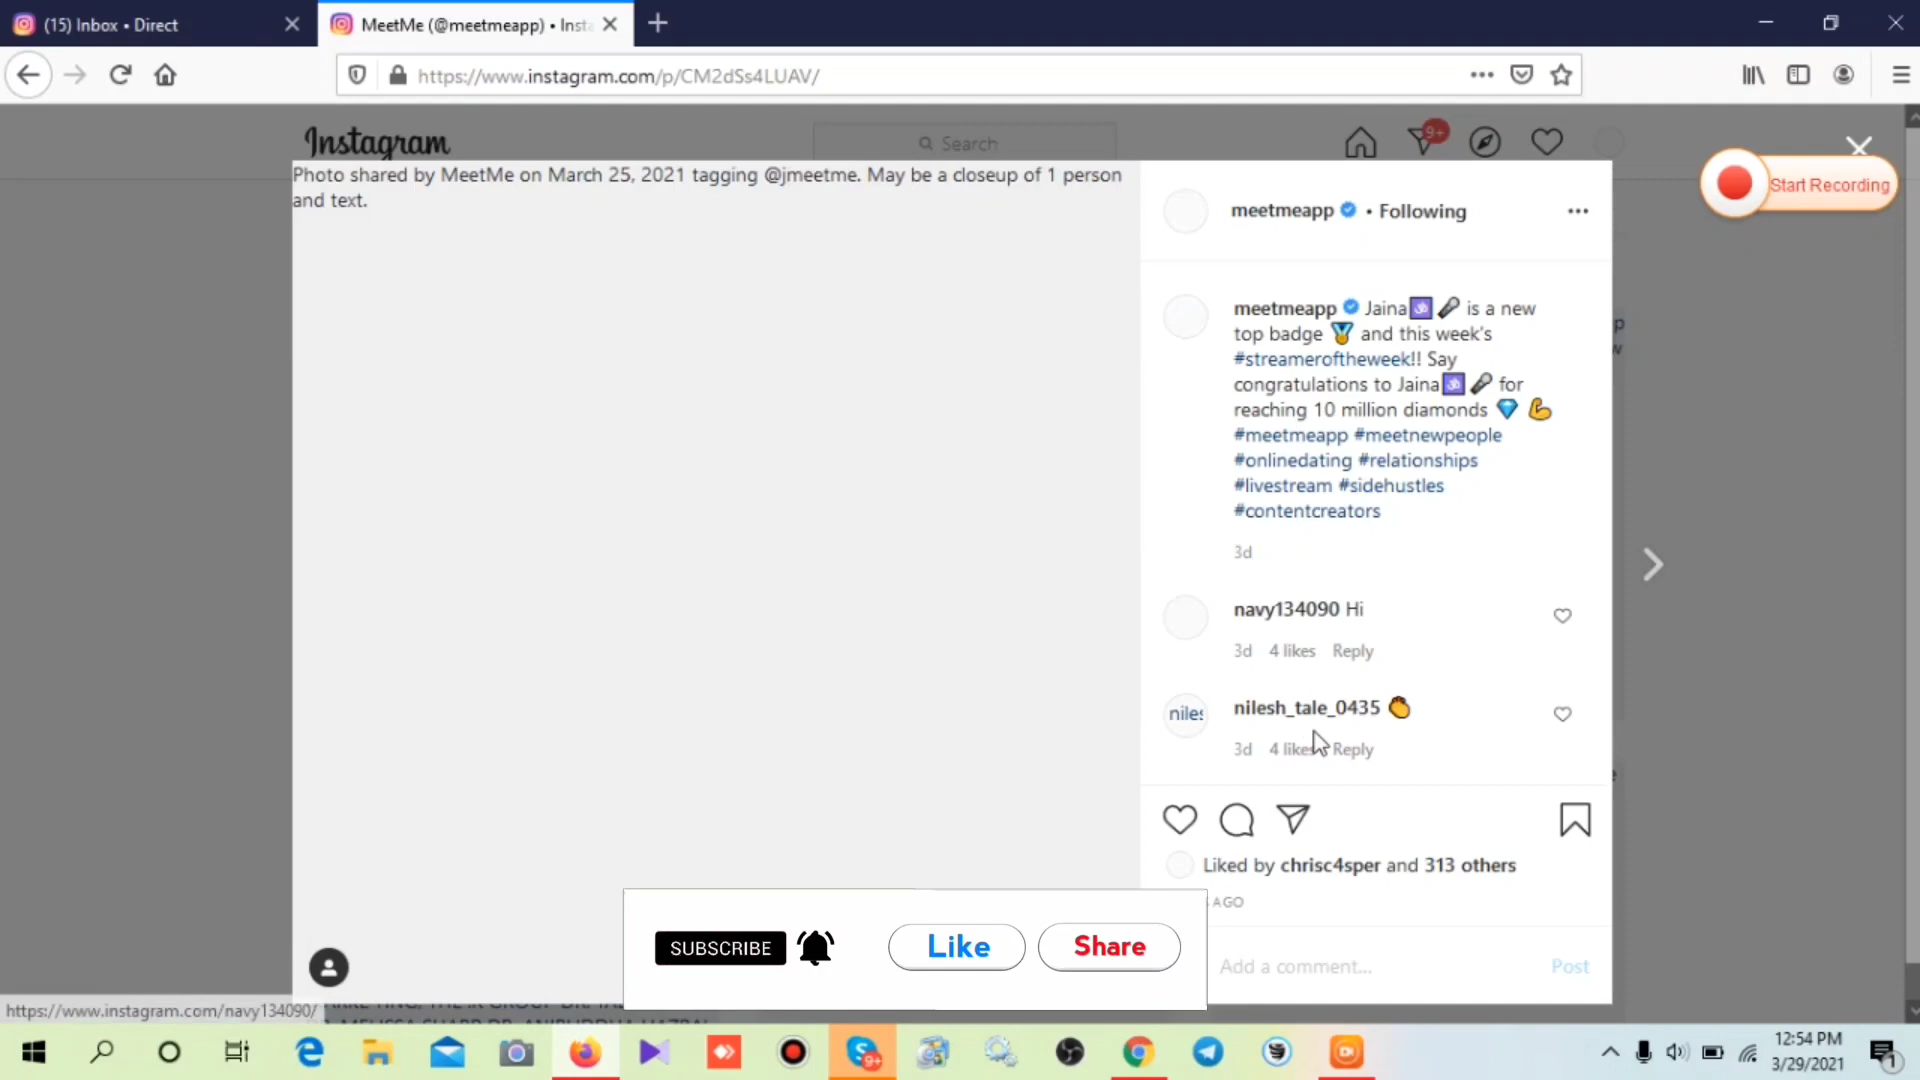 (15) Inbox • Direct
MeetMe (@meetmeapp) • Inst
https://www.instagram.com/p/CM2dSs4LUAV/
Instagram
Search
9+
Start Recording
Photo shared by MeetMe on March 25, 2021 tagging @jmeetme. May be a closeup of 1 person
and text.
meetmeapp • Following
meetmeapp Jaina🕉🎤 is a new
top badge 🏅 and this week's
#streameroftheweek!! Say
congratulations to Jaina🕉🎤 for
reaching 10 million diamonds 💎 💪
#meetmeapp #meetnewpeople
#onlinedating #relationships
#livestream #sidehustles
#contentcreators
3d
navy134090 Hi
3d 4 likes Reply
niles
nilesh_tale_0435 👏
3d 4 likes Reply
Liked by chrisc4sper and 313 others
AGO
SUBSCRIBE
Like
Share
Add a comment...
Post
https://www.instagram.com/navy134090/
9+
12:54 PM
3/29/2021
1